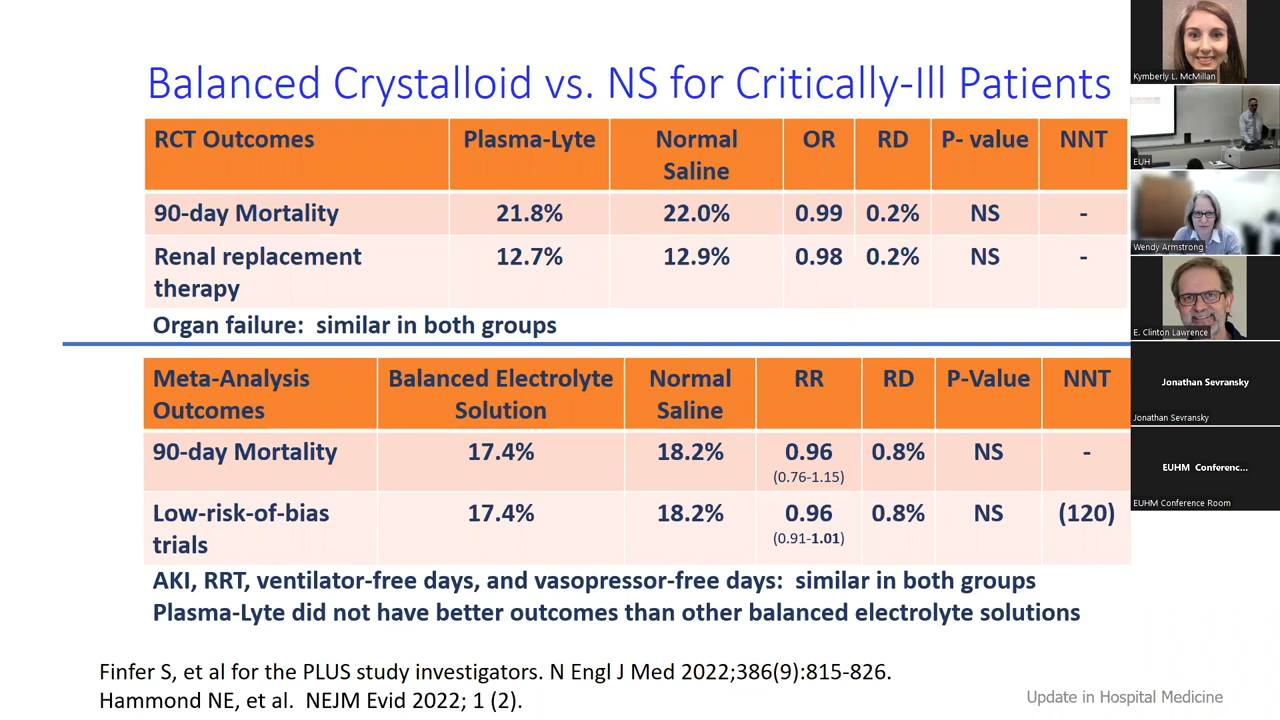 Balanced Crystalloid vs. NS for Critically-Ill Patients
RCT Outcomes Plasma-Lyte Normal Saline OR RD P- value NNT
90-day Mortality 21.8% 22.0% 0.99 0.2% NS -
Renal replacement therapy 12.7% 12.9% 0.98 0.2% NS -
Organ failure: similar in both groups
Meta-Analysis Outcomes Balanced Electrolyte Solution Normal Saline RR RD P-Value NNT
90-day Mortality 17.4% 18.2% 0.96 (0.76-1.15) 0.8% NS -
Low-risk-of-bias trials 17.4% 18.2% 0.96 (0.91-1.01) 0.8% NS (120)
AKI, RRT, ventilator-free days, and vasopressor-free days: similar in both groups
Plasma-Lyte did not have better outcomes than other balanced electrolyte solutions
Finfer S, et al for the PLUS study investigators. N Engl J Med 2022;386(9):815-826.
Hammond NE, et al. NEJM Evid 2022; 1 (2).
Update in Hospital Medicine
Kymberly L. McMillan
EUH
Wendy Armstrong
E. Clinton Lawrence
Jonathan Sevransky
Jonathan Sevransky
EUHM Conferenc...
EUHM Conference Room